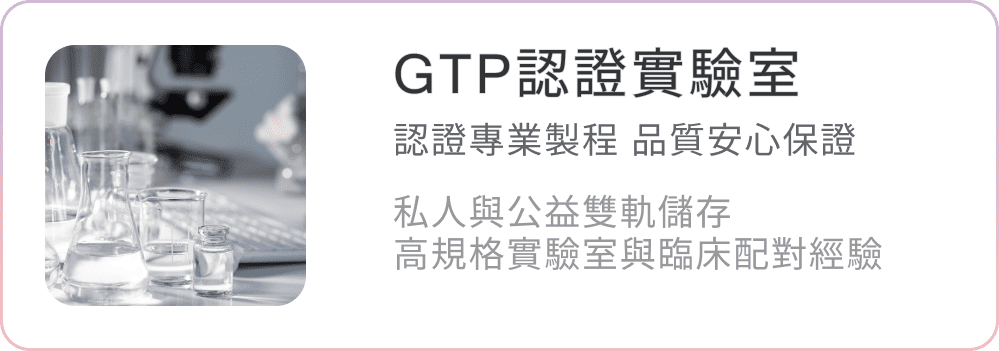 GTP認證實驗室
認證專業製程 品質安心保證
私人與公益雙軌儲存
高規格實驗室與臨床配對經驗